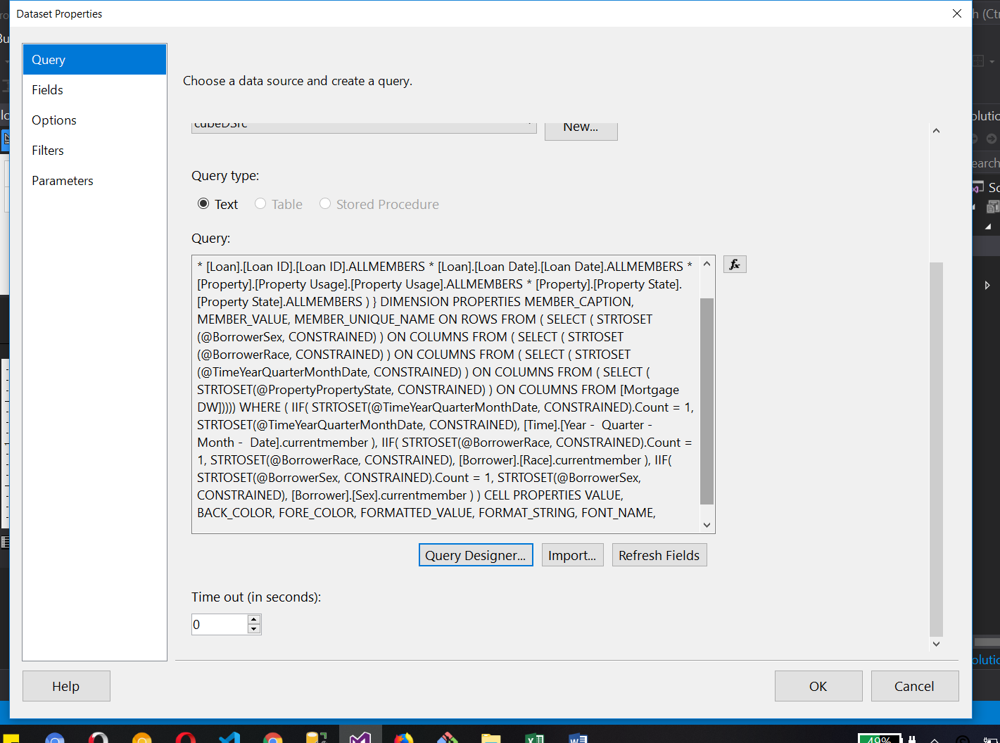 Dataset Properties
Query
Fields
Options
Filters
Parameters
Choose a data source and create a query.
cubeDSrc
New...
Query type:
Text
Table
Stored Procedure
Query:
* [Loan].[Loan ID].[Loan ID].ALLMEMBERS * [Loan].[Loan Date].[Loan Date].ALLMEMBERS *
[Property].[Property Usage].[Property Usage].ALLMEMBERS * [Property].[Property State].
[Property State].ALLMEMBERS ) } DIMENSION PROPERTIES MEMBER_CAPTION,
MEMBER_VALUE, MEMBER_UNIQUE_NAME ON ROWS FROM ( SELECT ( STRTOSET
(@BorrowerSex, CONSTRAINED) ) ON COLUMNS FROM ( SELECT ( STRTOSET
(@BorrowerRace, CONSTRAINED) ) ON COLUMNS FROM ( SELECT ( STRTOSET
(@TimeYearQuarterMonthDate, CONSTRAINED) ) ON COLUMNS FROM ( SELECT (
STRTOSET(@PropertyPropertyState, CONSTRAINED) ) ON COLUMNS FROM [Mortgage
DW])))) WHERE ( IIF( STRTOSET(@TimeYearQuarterMonthDate, CONSTRAINED).Count = 1,
STRTOSET(@TimeYearQuarterMonthDate, CONSTRAINED), [Time].[Year -  Quarter -
Month -  Date].currentmember ), IIF( STRTOSET(@BorrowerRace, CONSTRAINED).Count =
1, STRTOSET(@BorrowerRace, CONSTRAINED), [Borrower].[Race].currentmember ), IIF(
STRTOSET(@BorrowerSex, CONSTRAINED).Count = 1, STRTOSET(@BorrowerSex,
CONSTRAINED), [Borrower].[Sex].currentmember ) ) CELL PROPERTIES VALUE,
BACK_COLOR, FORE_COLOR, FORMATTED_VALUE, FORMAT_STRING, FONT_NAME,
fx
Query Designer...
Import...
Refresh Fields
Time out (in seconds):
0
Help
OK
Cancel
49%